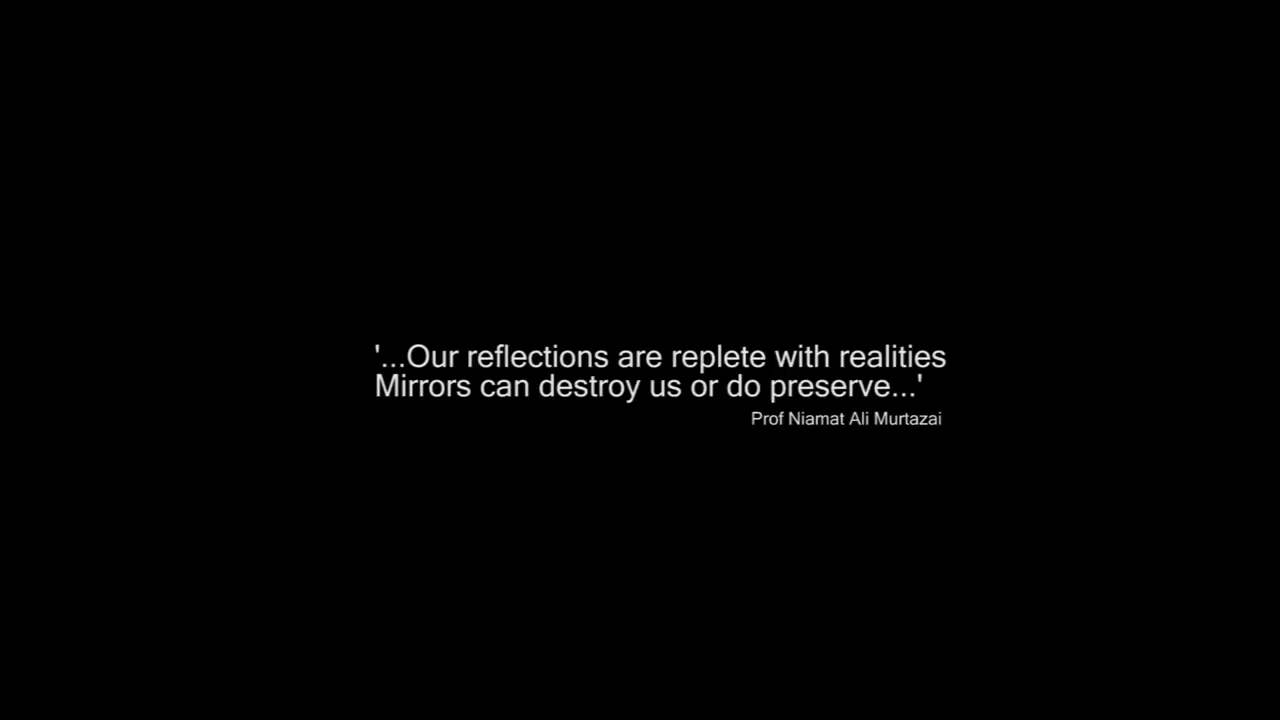 '...Our reflections are replete with realities
Mirrors can destroy us or do preserve...'
Prof Niamat Ali Murtazai